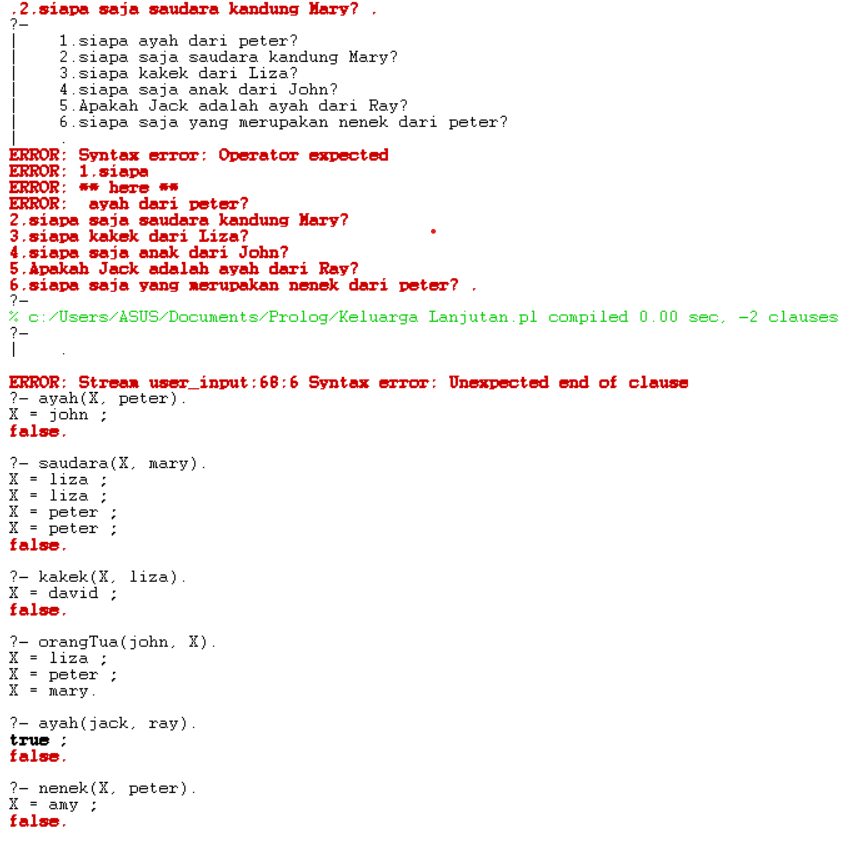 .2.siapa saja saudara kandung Mary? .
?-
|    1.siapa ayah dari peter?
|    2.siapa saja saudara kandung Mary?
|    3.siapa kakek dari Liza?
|    4.siapa saja anak dari John?
|    5.Apakah Jack adalah ayah dari Ray?
|    6.siapa saja yang merupakan nenek dari peter?
|    .
ERROR: Syntax error: Operator expected
ERROR: 1.siapa
ERROR: ** here **
ERROR:  ayah dari peter?
2.siapa saja saudara kandung Mary?
3.siapa kakek dari Liza?
4.siapa saja anak dari John?
5.Apakah Jack adalah ayah dari Ray?
6.siapa saja yang merupakan nenek dari peter? .
?-
% c:/Users/ASUS/Documents/Prolog/Keluarga Lanjutan.pl compiled 0.00 sec, -2 clauses
?-
|    .
ERROR: Stream user_input:68:6 Syntax error: Unexpected end of clause
?- ayah(X, peter).
X = john ;
false.
?- saudara(X, mary).
X = liza ;
X = liza ;
X = peter ;
X = peter ;
false.
?- kakek(X, liza).
X = david ;
false.
?- orangTua(john, X).
X = liza ;
X = peter ;
X = mary.
?- ayah(jack, ray).
true ;
false.
?- nenek(X, peter).
X = amy ;
false.